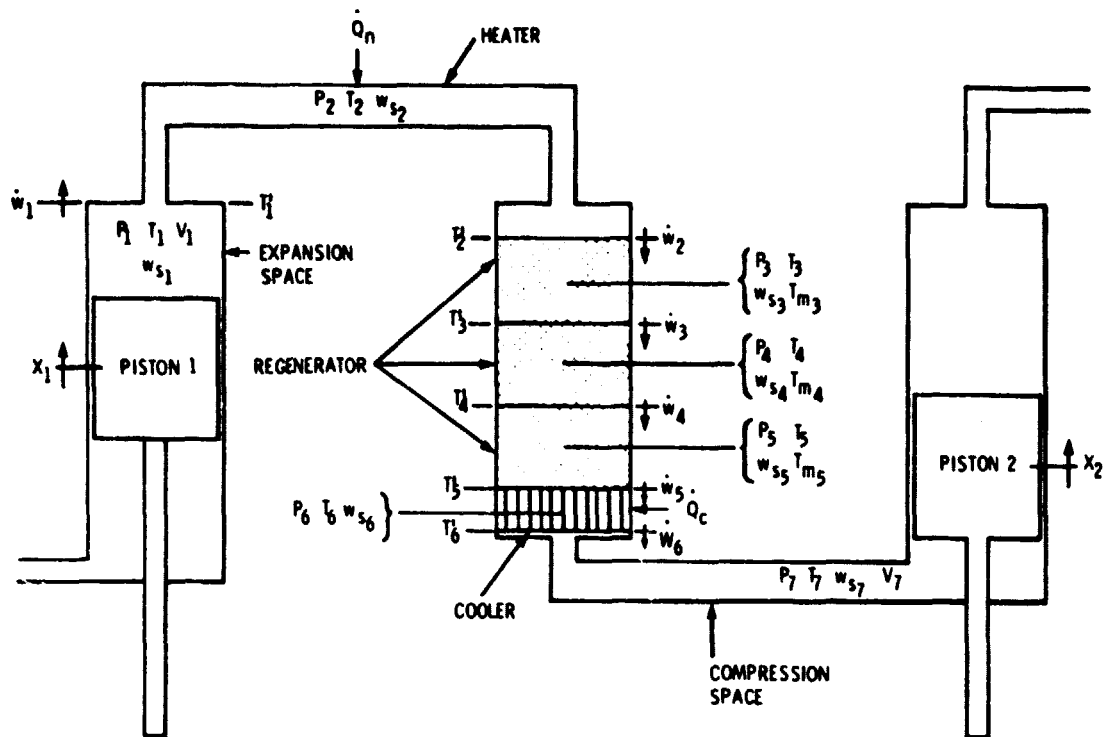 Q̇n
HEATER
P2 T2 ws2
ẇ1
T'1
P1 T1 V1
ws1
EXPANSION
SPACE
T'2
ẇ2
P3 T3
ws3 Tm3
T'3
ẇ3
X1
PISTON 1
REGENERATOR
P4 T4
ws4 Tm4
T'4
ẇ4
P5 T5
ws5 Tm5
PISTON 2
X2
T'5
ẇ5
Q̇c
P6 T6 ws6
T'6
Ẇ6
P7 T7 ws7 V7
COOLER
COMPRESSION
SPACE